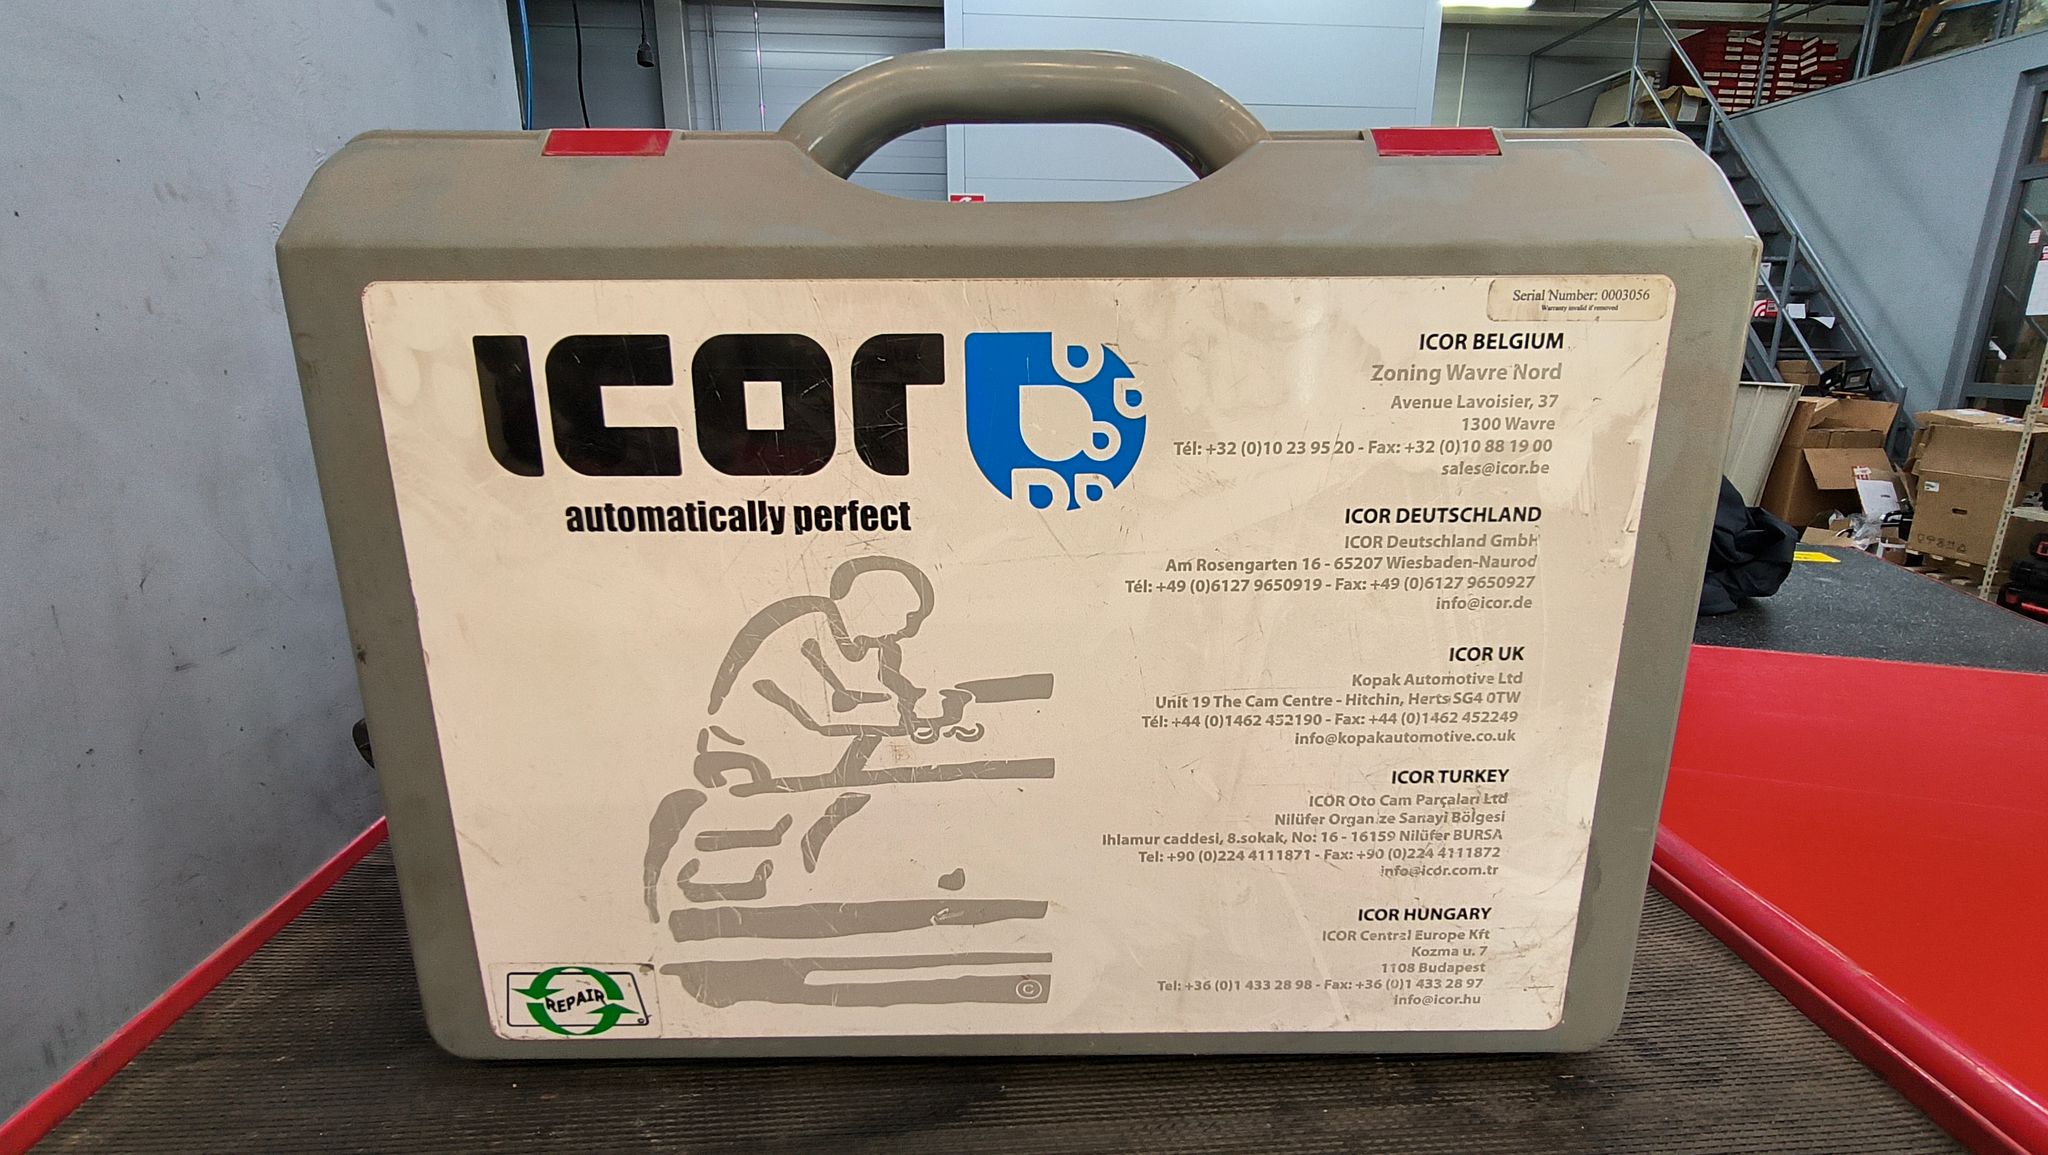 Serial Number: 0003056
Warranty invalid if removed
ICOR
automatically perfect
ICOR BELGIUM
Zoning Wavre Nord
Avenue Lavoisier, 37
1300 Wavre
Tél: +32 (0)10 23 95 20 - Fax: +32 (0)10 88 19 00
sales@icor.be
ICOR DEUTSCHLAND
ICOR Deutschland GmbH
Am Rosengarten 16 - 65207 Wiesbaden-Naurod
Tél: +49 (0)6127 9650919 - Fax: +49 (0)6127 9650927
info@icor.de
ICOR UK
Kopak Automotive Ltd
Unit 19 The Cam Centre - Hitchin, Herts SG4 0TW
Tél: +44 (0)1462 452190 - Fax: +44 (0)1462 452249
info@kopakautomotive.co.uk
ICOR TURKEY
ICOR Oto Cam Parçaları Ltd
Nilüfer Organize Sanayi Bölgesi
Ihlamur caddesi, 8.sokak, No: 16 - 16159 Nilüfer BURSA
Tel: +90 (0)224 4111871 - Fax: +90 (0)224 4111872
info@icor.com.tr
ICOR HUNGARY
ICOR Central Europe Kft
Kozma u. 7
1108 Budapest
Tel: +36 (0)1 433 28 98 - Fax: +36 (0)1 433 28 97
info@icor.hu
©
REPAIR